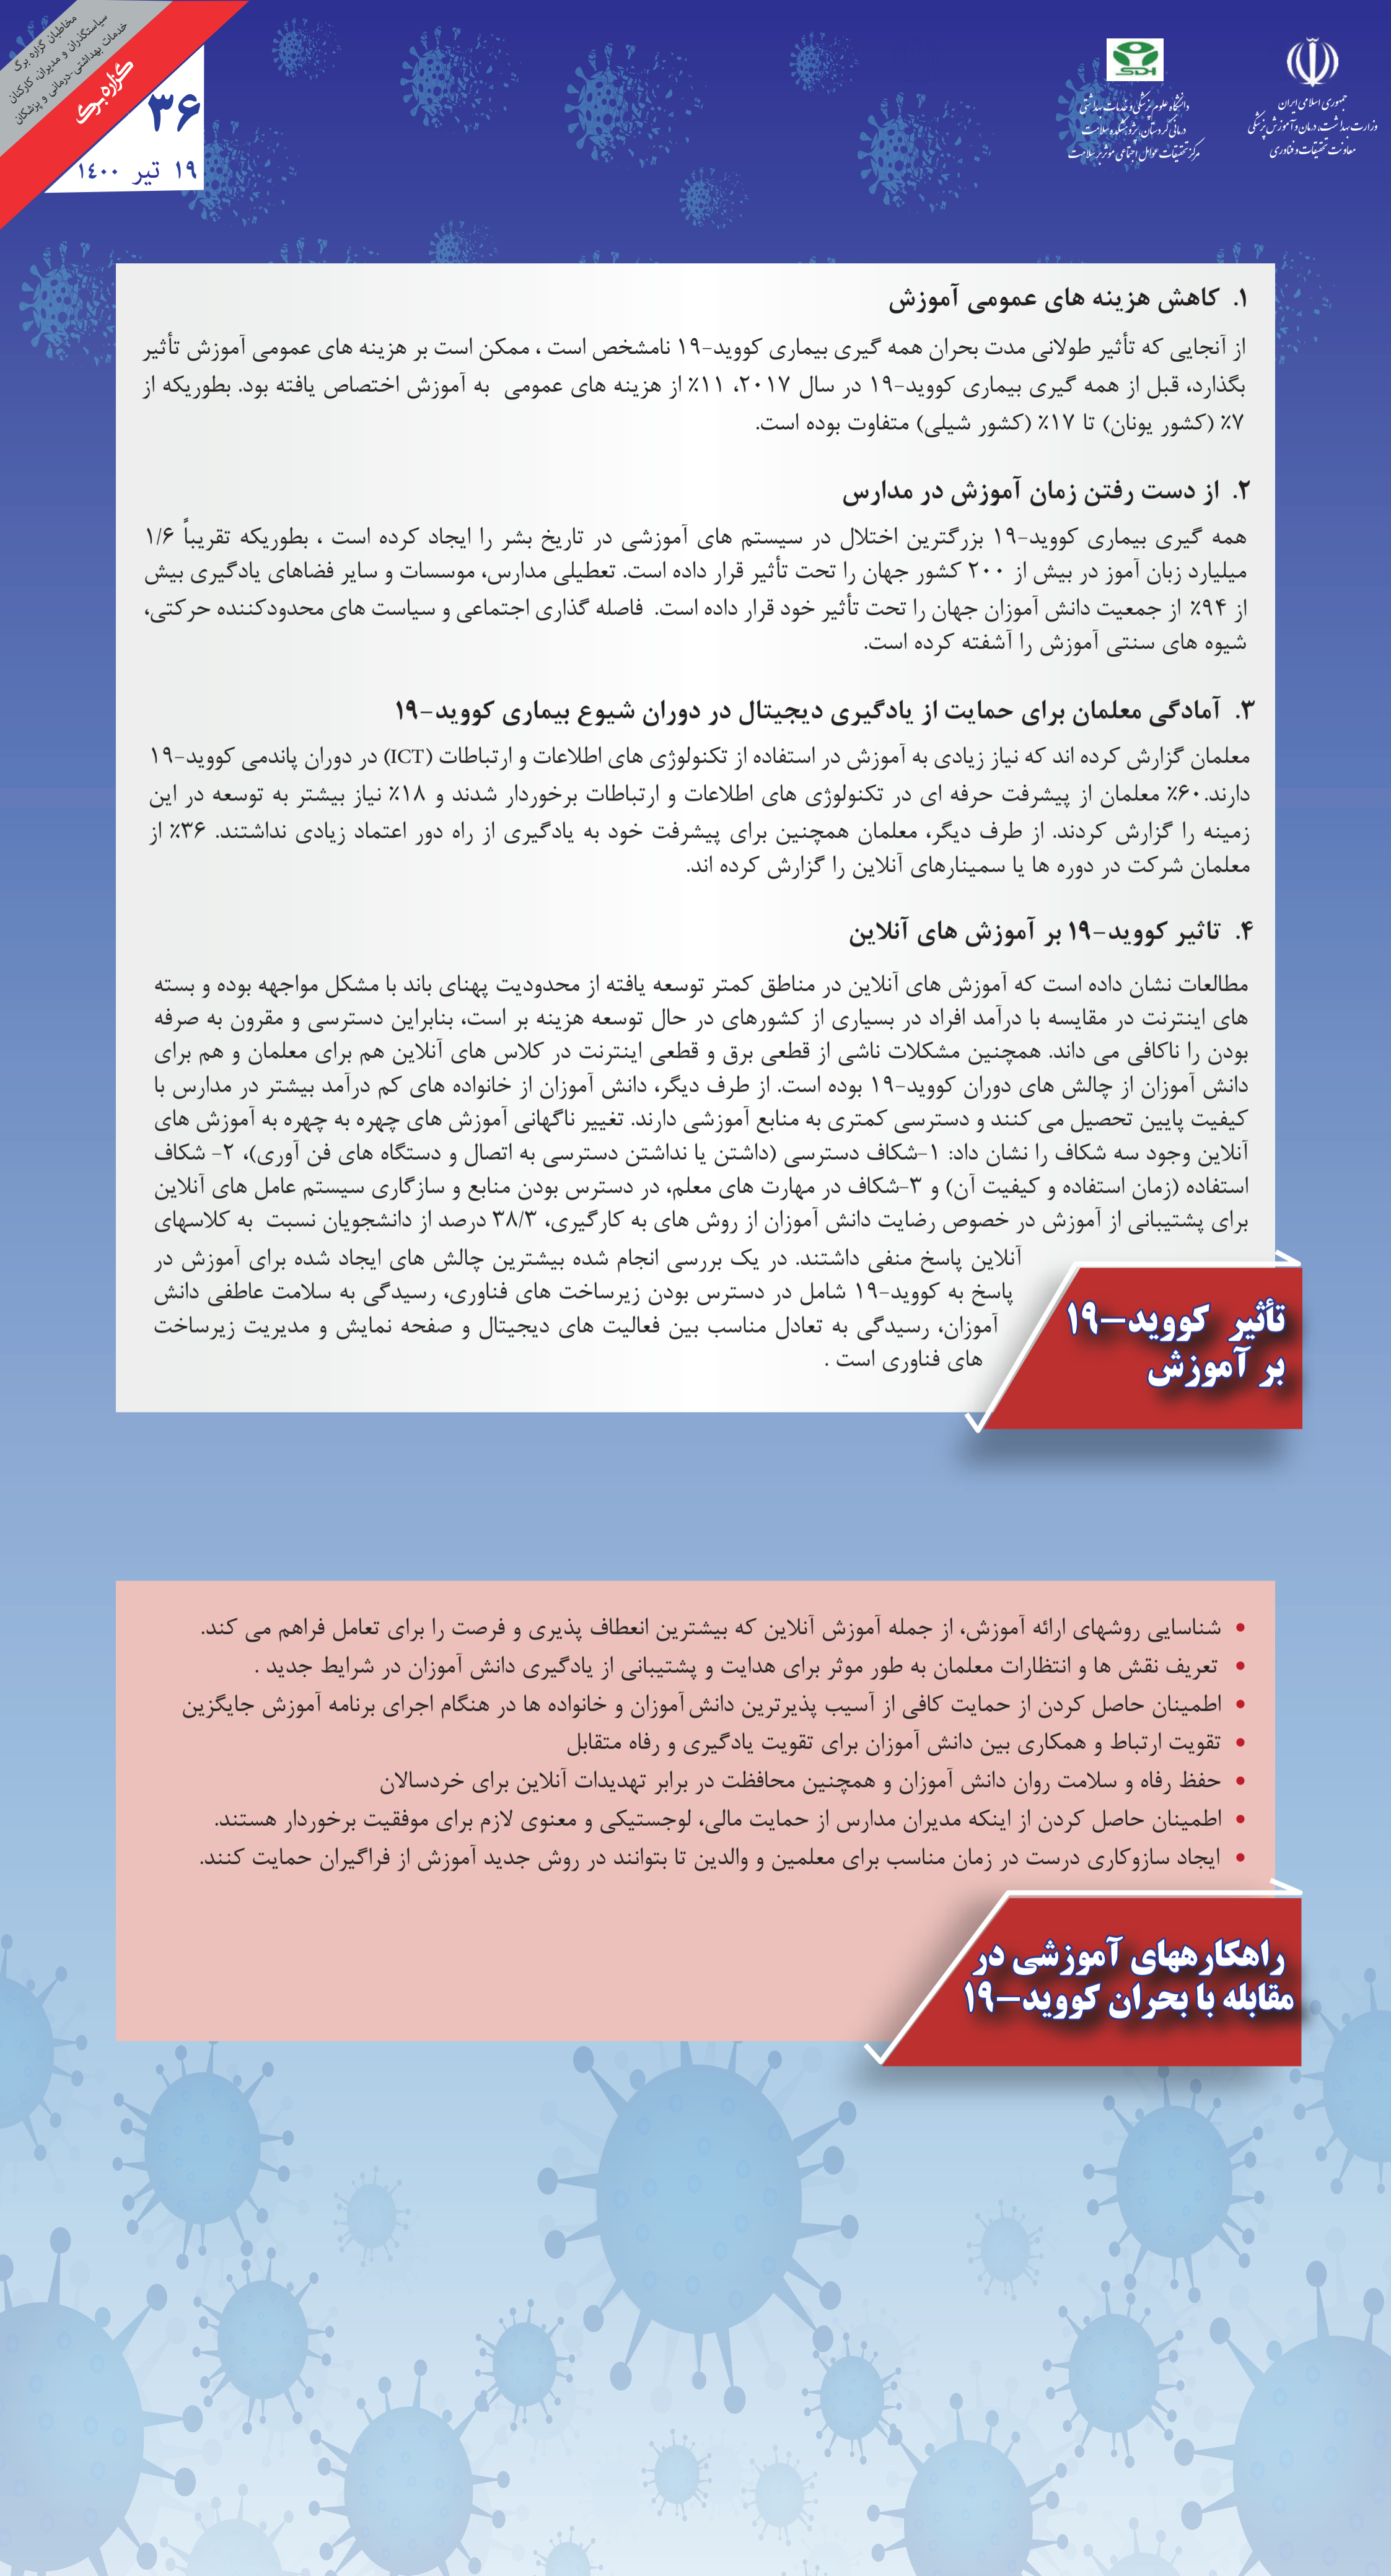 جمهوری اسلامی ایران
وزارت بهداشت، درمان و آموزش پزشکی
معاونت تحقیقات و فناوری
SDH
دانشگاه علوم پزشکی و خدمات بهداشتی
درمانی کردستان، پژوهشکده سلامت
مرکز تحقیقات عوامل اجتماعی موثر بر سلامت
مخاطبان گزاره برگ
سیاستگذران و مدیران، کارکنان
خدمات بهداشتی-درمانی و پزشکان
گزاره برگ
۳۶
۱۹ تیر ۱۴۰۰
۱. کاهش هزینه های عمومی آموزش
از آنجایی که تأثیر طولانی مدت بحران همه گیری بیماری کووید-۱۹ نامشخص است ، ممکن است بر هزینه های عمومی آموزش تأثیر
بگذارد، قبل از همه گیری بیماری کووید-۱۹ در سال ۲۰۱۷، ۱۱٪ از هزینه های عمومی به آموزش اختصاص یافته بود. بطوریکه از
۷٪ (کشور یونان) تا ۱۷٪ (کشور شیلی) متفاوت بوده است.
۲. از دست رفتن زمان آموزش در مدارس
همه گیری بیماری کووید-۱۹ بزرگترین اختلال در سیستم های آموزشی در تاریخ بشر را ایجاد کرده است ، بطوریکه تقریباً ۱/۶
میلیارد زبان آموز در بیش از ۲۰۰ کشور جهان را تحت تأثیر قرار داده است. تعطیلی مدارس، موسسات و سایر فضاهای یادگیری بیش
از ۹۴٪ از جمعیت دانش آموزان جهان را تحت تأثیر خود قرار داده است. فاصله گذاری اجتماعی و سیاست های محدودکننده حرکتی،
شیوه های سنتی آموزش را آشفته کرده است.
۳. آمادگی معلمان برای حمایت از یادگیری دیجیتال در دوران شیوع بیماری کووید-۱۹
معلمان گزارش کرده اند که نیاز زیادی به آموزش در استفاده از تکنولوژی های اطلاعات و ارتباطات (ICT) در دوران پاندمی کووید-۱۹
دارند.۶۰٪ معلمان از پیشرفت حرفه ای در تکنولوژی های اطلاعات و ارتباطات برخوردار شدند و ۱۸٪ نیاز بیشتر به توسعه در این
زمینه را گزارش کردند. از طرف دیگر، معلمان همچنین برای پیشرفت خود به یادگیری از راه دور اعتماد زیادی نداشتند. ۳۶٪ از
معلمان شرکت در دوره ها یا سمینارهای آنلاین را گزارش کرده اند.
۴. تاثیر کووید-۱۹ بر آموزش های آنلاین
مطالعات نشان داده است که آموزش های آنلاین در مناطق کمتر توسعه یافته از محدودیت پهنای باند با مشکل مواجهه بوده و بسته
های اینترنت در مقایسه با درآمد افراد در بسیاری از کشورهای در حال توسعه هزینه بر است، بنابراین دسترسی و مقرون به صرفه
بودن را ناکافی می داند. همچنین مشکلات ناشی از قطعی برق و قطعی اینترنت در کلاس های آنلاین هم برای معلمان و هم برای
دانش آموزان از چالش های دوران کووید-۱۹ بوده است. از طرف دیگر، دانش آموزان از خانواده های کم درآمد بیشتر در مدارس با
کیفیت پایین تحصیل می کنند و دسترسی کمتری به منابع آموزشی دارند. تغییر ناگهانی آموزش های چهره به چهره به آموزش های
آنلاین وجود سه شکاف را نشان داد: ۱-شکاف دسترسی (داشتن یا نداشتن دسترسی به اتصال و دستگاه های فن آوری)، ۲- شکاف
استفاده (زمان استفاده و کیفیت آن) و ۳-شکاف در مهارت های معلم، در دسترس بودن منابع و سازگاری سیستم عامل های آنلاین
برای پشتیبانی از آموزش در خصوص رضایت دانش آموزان از روش های به کارگیری، ۳۸/۳ درصد از دانشجویان نسبت به کلاسهای
آنلاین پاسخ منفی داشتند. در یک بررسی انجام شده بیشترین چالش های ایجاد شده برای آموزش در
پاسخ به کووید-۱۹ شامل در دسترس بودن زیرساخت های فناوری، رسیدگی به سلامت عاطفی دانش
آموزان، رسیدگی به تعادل مناسب بین فعالیت های دیجیتال و صفحه نمایش و مدیریت زیرساخت
های فناوری است .
تأثیر کووید-۱۹
بر آموزش
• شناسایی روشهای ارائه آموزش، از جمله آموزش آنلاین که بیشترین انعطاف پذیری و فرصت را برای تعامل فراهم می کند.
• تعریف نقش ها و انتظارات معلمان به طور موثر برای هدایت و پشتیبانی از یادگیری دانش آموزان در شرایط جدید .
• اطمینان حاصل کردن از حمایت کافی از آسیب پذیرترین دانش آموزان و خانواده ها در هنگام اجرای برنامه آموزش جایگزین
• تقویت ارتباط و همکاری بین دانش آموزان برای تقویت یادگیری و رفاه متقابل
• حفظ رفاه و سلامت روان دانش آموزان و همچنین محافظت در برابر تهدیدات آنلاین برای خردسالان
• اطمینان حاصل کردن از اینکه مدیران مدارس از حمایت مالی، لوجستیکی و معنوی لازم برای موفقیت برخوردار هستند.
• ایجاد سازوکاری درست در زمان مناسب برای معلمین و والدین تا بتوانند در روش جدید آموزش از فراگیران حمایت کنند.
راهکارههای آموزشی در
مقابله با بحران کووید-۱۹